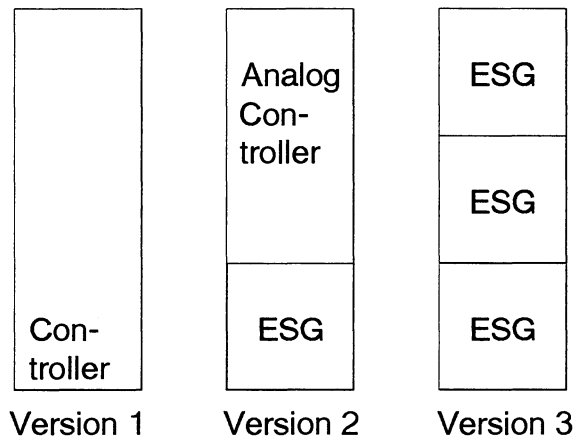 Con-
troller
Version 1
Analog
Con-
troller
ESG
Version 2
ESG
ESG
ESG
Version 3